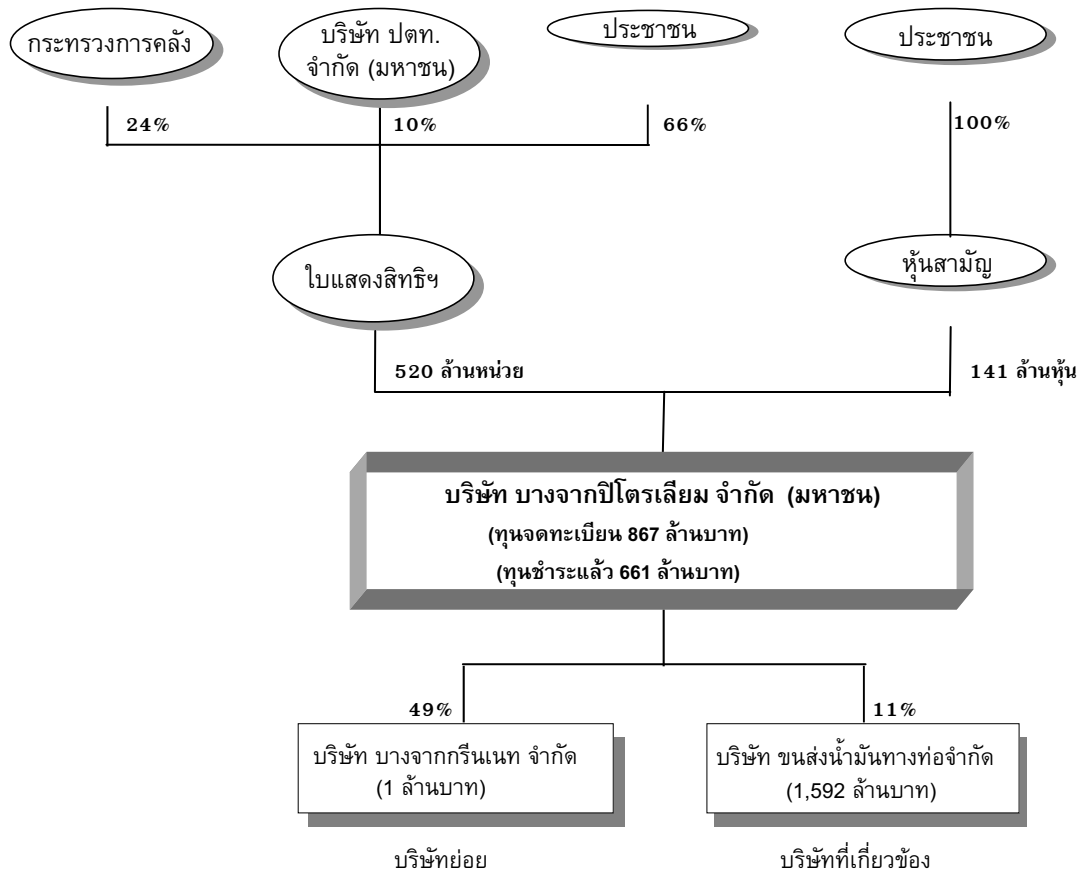 กระทรวงการคลัง
บริษัท ปตท.
จำกัด (มหาชน)
ประชาชน
ประชาชน
24%
10%
66%
100%
ใบแสดงสิทธิฯ
หุ้นสามัญ
520 ล้านหน่วย
141 ล้านหุ้น
บริษัท บางจากปิโตรเลียม จำกัด (มหาชน)
(ทุนจดทะเบียน 867 ล้านบาท)
(ทุนชำระแล้ว 661 ล้านบาท)
49%
11%
บริษัท บางจากกรีนเนท จำกัด
(1 ล้านบาท)
บริษัท ขนส่งน้ำมันทางท่อจำกัด
(1,592 ล้านบาท)
บริษัทย่อย
บริษัทที่เกี่ยวข้อง